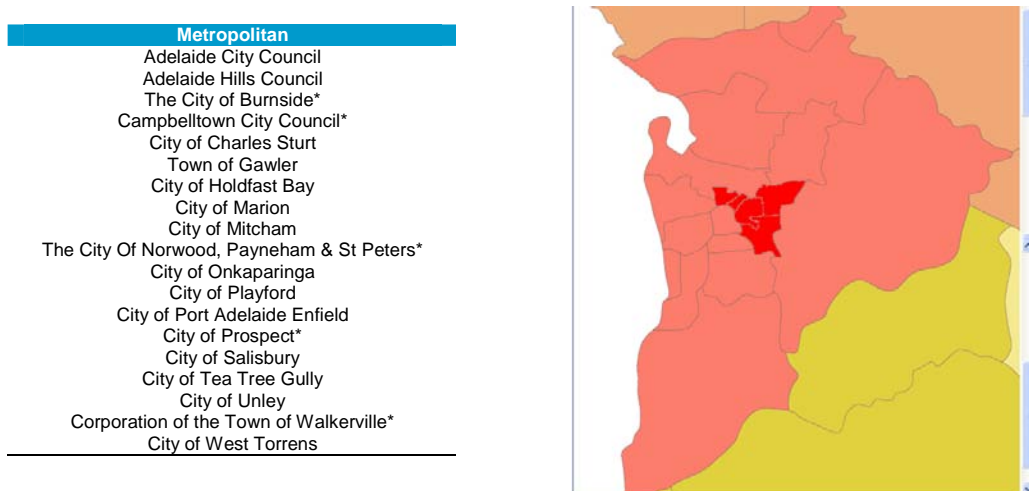 Metropolitan
Adelaide City Council
Adelaide Hills Council
The City of Burnside*
Campbelltown City Council*
City of Charles Sturt
Town of Gawler
City of Holdfast Bay
City of Marion
City of Mitcham
The City Of Norwood, Payneham & St Peters*
City of Onkaparinga
City of Playford
City of Port Adelaide Enfield
City of Prospect*
City of Salisbury
City of Tea Tree Gully
City of Unley
Corporation of the Town of Walkerville*
City of West Torrens